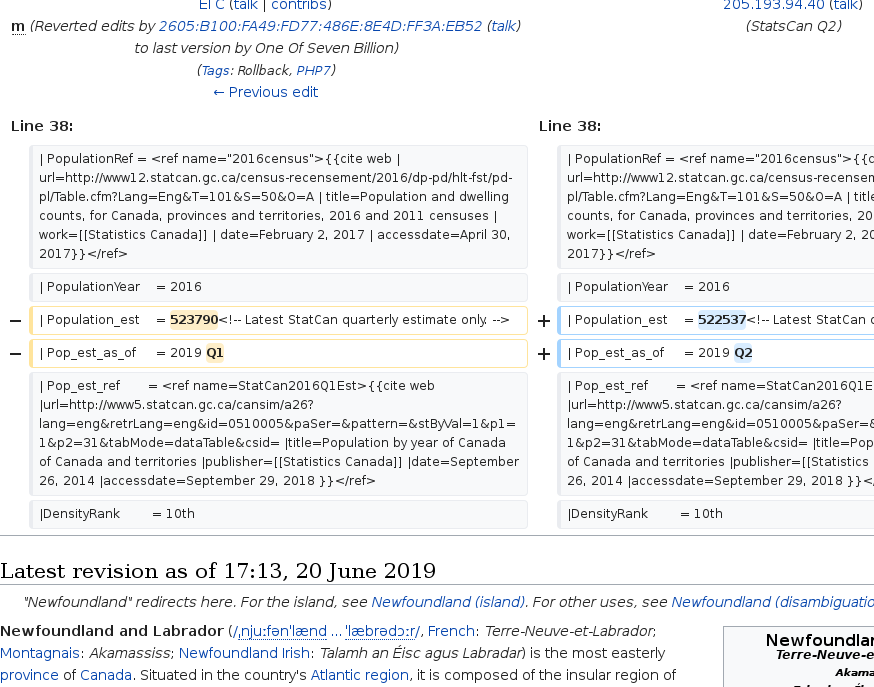 El C (talk | contribs)
m (Reverted edits by 2605:B100:FA49:FD77:486E:8E4D:FF3A:EB52 (talk)
to last version by One Of Seven Billion)
(Tags: Rollback, PHP7)
← Previous edit
205.193.94.40 (talk)
(StatsCan Q2)
Line 38:
| PopulationRef = <ref name="2016census">{{cite web |
url=http://www12.statcan.gc.ca/census-recensement/2016/dp-pd/hlt-fst/pd-
pl/Table.cfm?Lang=Eng&T=101&S=50&O=A | title=Population and dwelling
counts, for Canada, provinces and territories, 2016 and 2011 censuses |
work=[[Statistics Canada]] | date=February 2, 2017 | accessdate=April 30,
2017}}</ref>
| PopulationYear = 2016
− | Population_est = 523790<!-- Latest StatCan quarterly estimate only. -->
− | Pop_est_as_of = 2019 Q1
| Pop_est_ref = <ref name=StatCan2016Q1Est>{{cite web
|url=http://www5.statcan.gc.ca/cansim/a26?
lang=eng&retrLang=eng&id=0510005&paSer=&pattern=&stByVal=1&p1=
1&p2=31&tabMode=dataTable&csid= |title=Population by year of Canada
of Canada and territories |publisher=[[Statistics Canada]] |date=September
26, 2014 |accessdate=September 29, 2018 }}</ref>
|DensityRank = 10th
Line 38:
| PopulationRef = <ref name="2016census">{{c
url=http://www12.statcan.gc.ca/census-recensem
pl/Table.cfm?Lang=Eng&T=101&S=50&O=A | title
counts, for Canada, provinces and territories, 20
work=[[Statistics Canada]] | date=February 2, 20
2017}}</ref>
| PopulationYear = 2016
+ | Population_est = 522537<!-- Latest StatCan q
+ | Pop_est_as_of = 2019 Q2
| Pop_est_ref = <ref name=StatCan2016Q1E
|url=http://www5.statcan.gc.ca/cansim/a26?
lang=eng&retrLang=eng&id=0510005&paSer=&
1&p2=31&tabMode=dataTable&csid= |title=Pop
of Canada and territories |publisher=[[Statistics
26, 2014 |accessdate=September 29, 2018 }}</
|DensityRank = 10th
Latest revision as of 17:13, 20 June 2019
"Newfoundland" redirects here. For the island, see Newfoundland (island). For other uses, see Newfoundland (disambiguatio
Newfoundland and Labrador (/ˌnjuːfənˈlænd ... ˈlæbrədɔːr/, French: Terre-Neuve-et-Labrador;
Montagnais: Akamassiss; Newfoundland Irish: Talamh an Éisc agus Labradar) is the most easterly
province of Canada. Situated in the country's Atlantic region, it is composed of the insular region of
Newfoundlan
Terre-Neuve-e
Akama